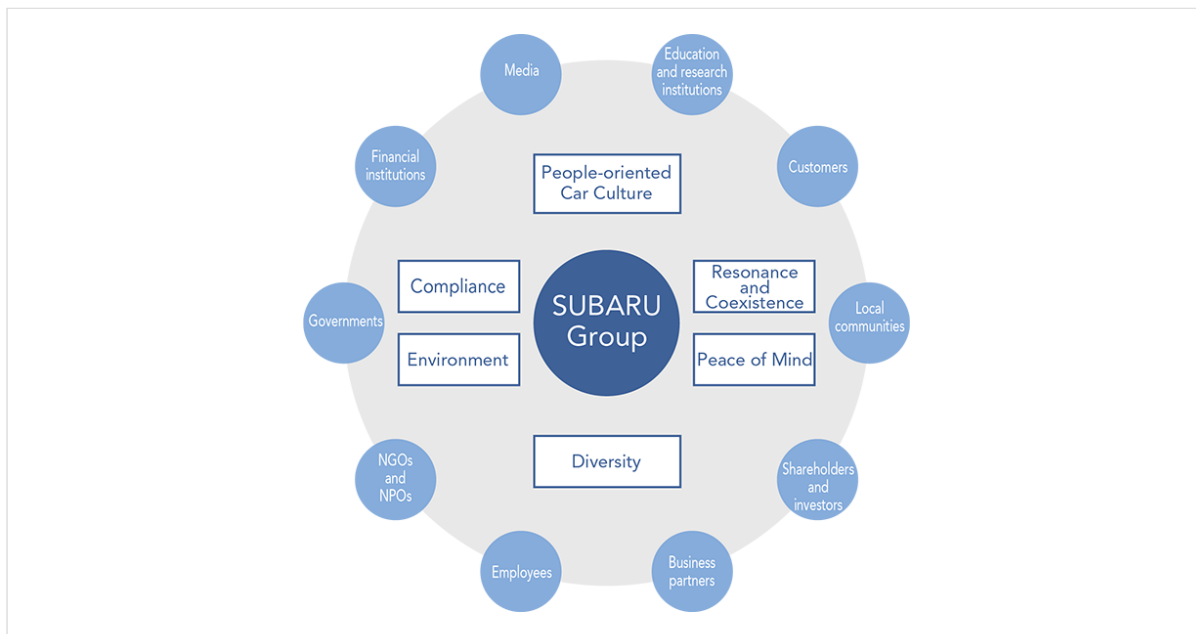 Media
Education
and research
institutions
Financial
institutions
Customers
People-oriented
Car Culture
Compliance
Resonance
and
Coexistence
SUBARU
Group
Governments
Local
communities
Environment
Peace of Mind
Diversity
NGOs
and
NPOs
Shareholders
and
investors
Employees
Business
partners